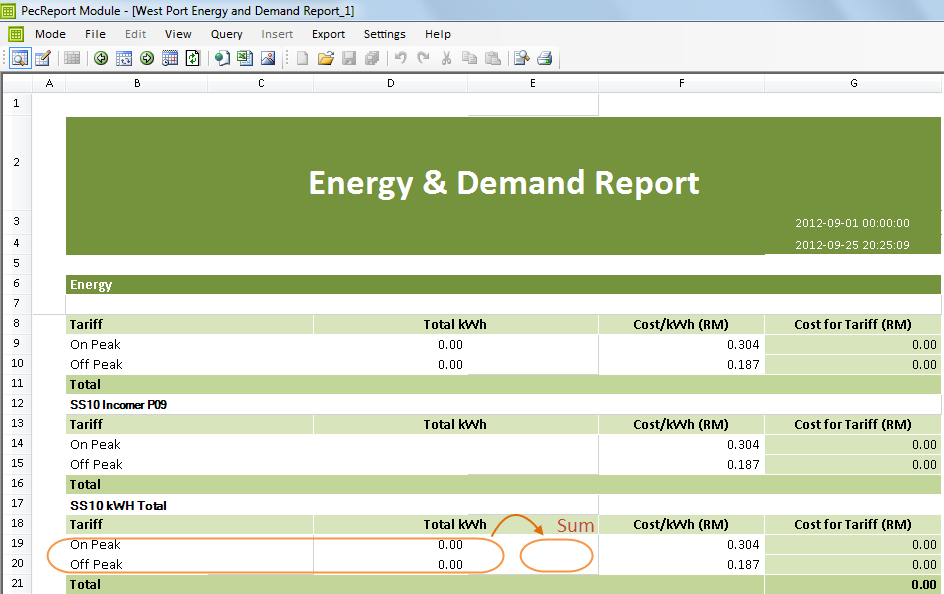 PecReport Module - [West Port Energy and Demand Report_1]
Mode File Edit View Query Insert Export Settings Help
A B C D E F G
1
2 Energy & Demand Report
3 2012-09-01 00:00:00
4 2012-09-25 20:25:09
5
6 Energy
7
8 Tariff Total kWh Cost/kWh (RM) Cost for Tariff (RM)
9 On Peak 0.00 0.304 0.00
10 Off Peak 0.00 0.187 0.00
11 Total
12 SS10 Incomer P09
13 Tariff Total kWh Cost/kWh (RM) Cost for Tariff (RM)
14 On Peak 0.304 0.00
15 Off Peak 0.187 0.00
16 Total
17 SS10 kWH Total
18 Tariff Total kWh Sum Cost/kWh (RM) Cost for Tariff (RM)
19 On Peak 0.00 0.304 0.00
20 Off Peak 0.00 0.187 0.00
21 Total 0.00